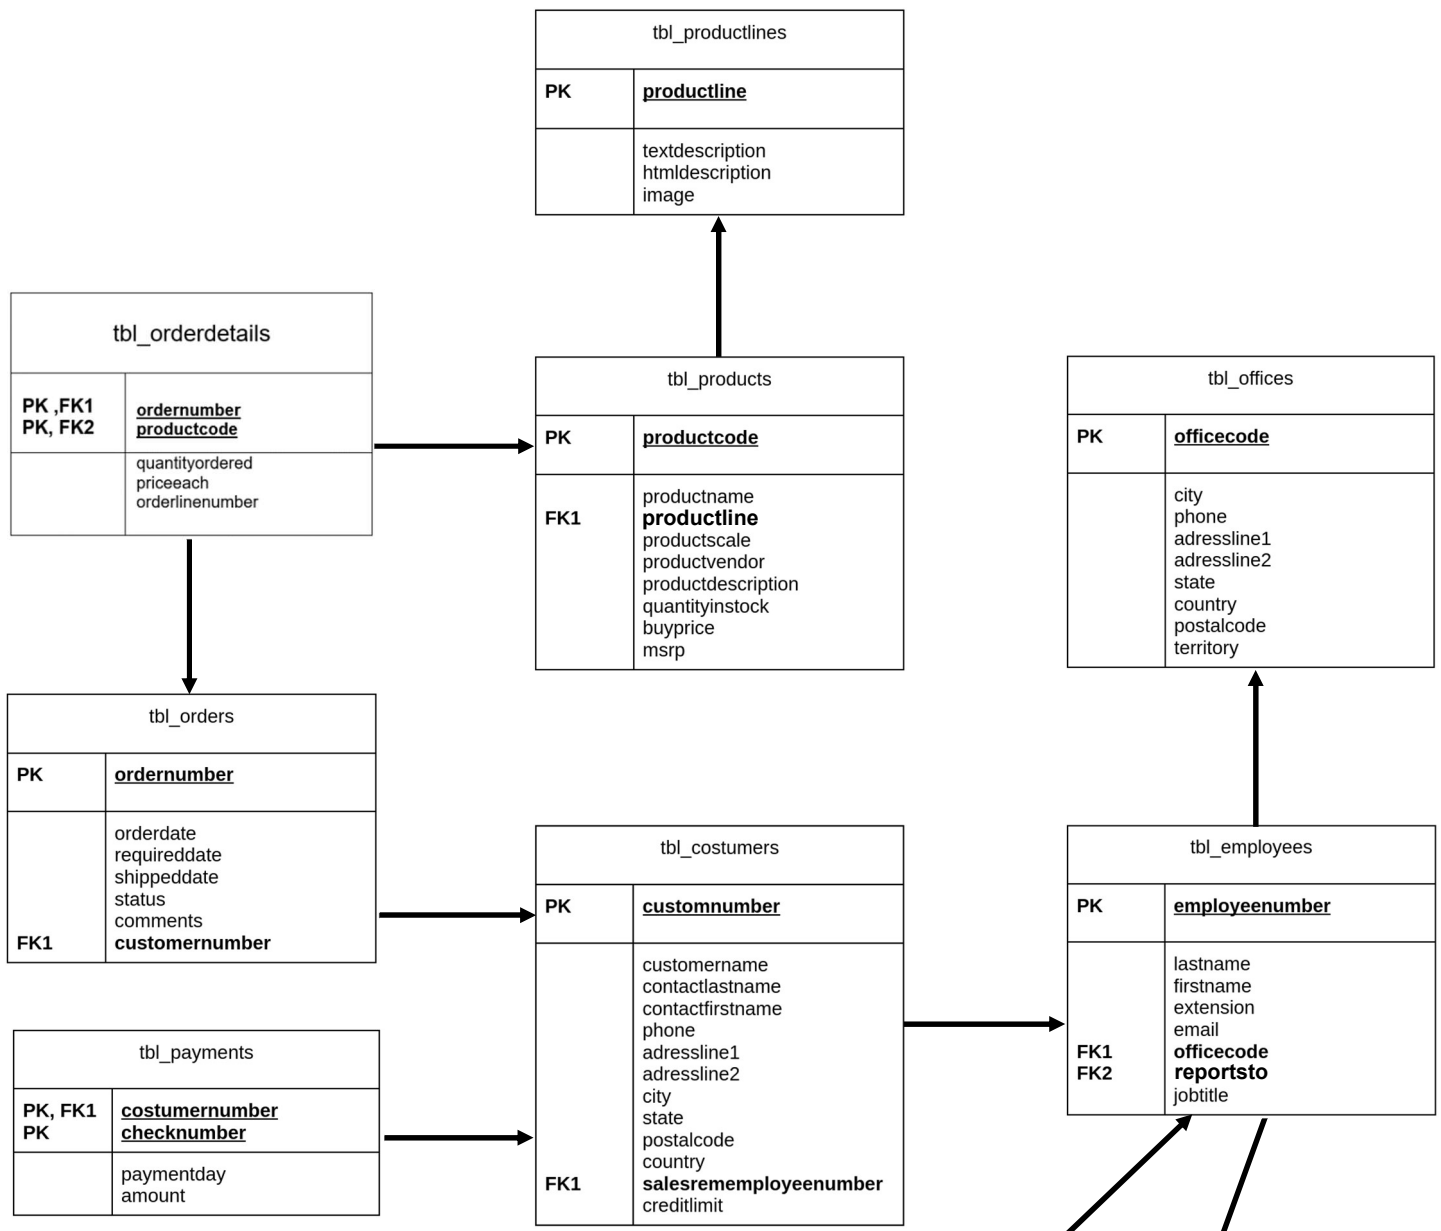 tbl_productlines
PK productline
textdescription
htmldescription
image
tbl_orderdetails
PK ,FK1 ordernumber
PK, FK2 productcode
quantityordered
priceeach
orderlinenumber
tbl_products
PK productcode
productname
FK1 productline
productscale
productvendor
productdescription
quantityinstock
buyprice
msrp
tbl_offices
PK officecode
city
phone
adressline1
adressline2
state
country
postalcode
territory
tbl_orders
PK ordernumber
orderdate
requireddate
shippeddate
status
comments
FK1 customernumber
tbl_costumers
PK customnumber
customername
contactlastname
contactfirstname
phone
adressline1
adressline2
city
state
postalcode
country
FK1 salesrememployeenumber
creditlimit
tbl_employees
PK employeenumber
lastname
firstname
extension
email
FK1 officecode
FK2 reportsto
jobtitle
tbl_payments
PK, FK1 costumernumber
PK checknumber
paymentday
amount